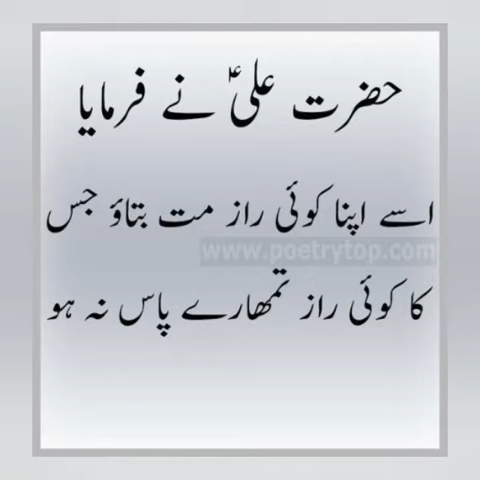 حضرت علیؑ نے فرمایا
اسے اپنا کوئی راز مت بتاؤ جس
www.poetrytop.com
کا کوئی راز تمھارے پاس نہ ہو